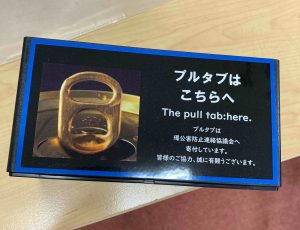 プルタブは
こちらへ
The pull tab:here.
プルタブは
環公害防止連絡協議会へ
寄付しています。
皆様のご協力、誠に有難うございます。